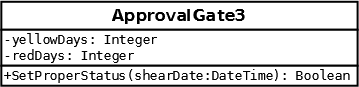 ApprovalGate3
-yellowDays: Integer
-redDays: Integer
+SetProperStatus(shearDate:DateTime): Boolean